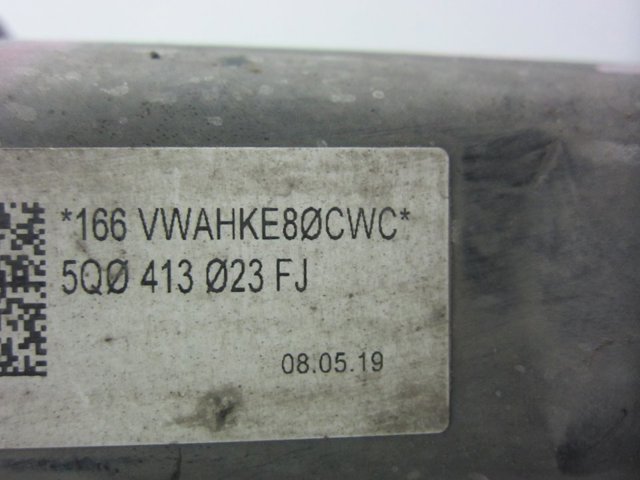 *166 VWAHKE8ØCWC*
5QØ 413 Ø23 FJ
08.05.19